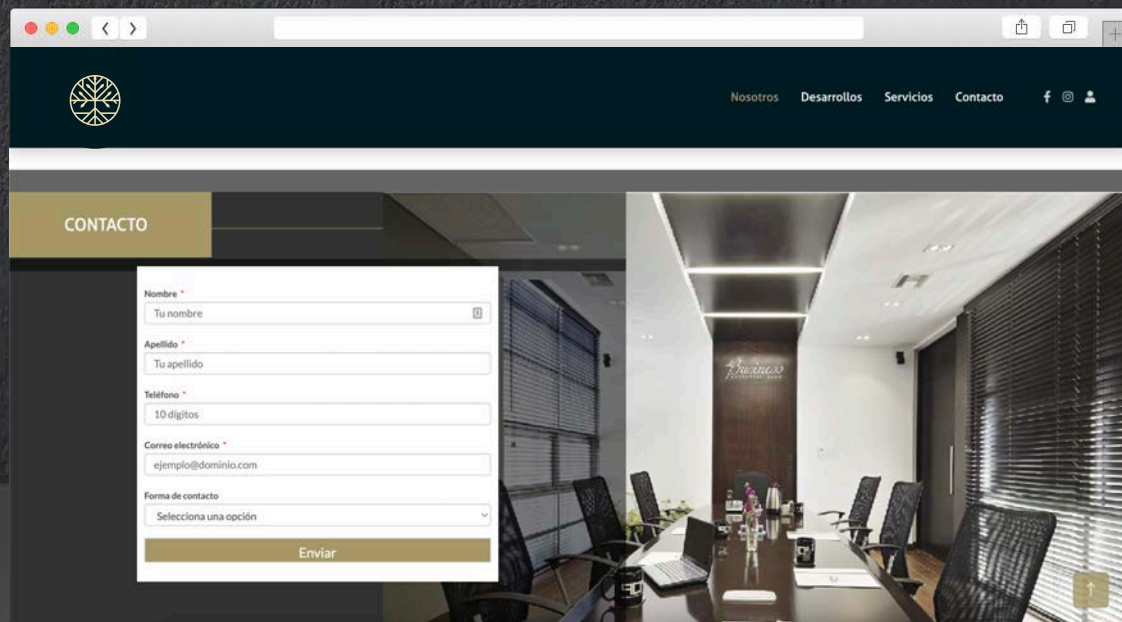 Nosotros Desarrollos Servicios Contacto
CONTACTO
Nombre *
Tu nombre
Apellido *
Tu apellido
Teléfono *
10 dígitos
Correo electrónico *
ejemplo@dominio.com
Forma de contacto
Selecciona una opción
Enviar
Business